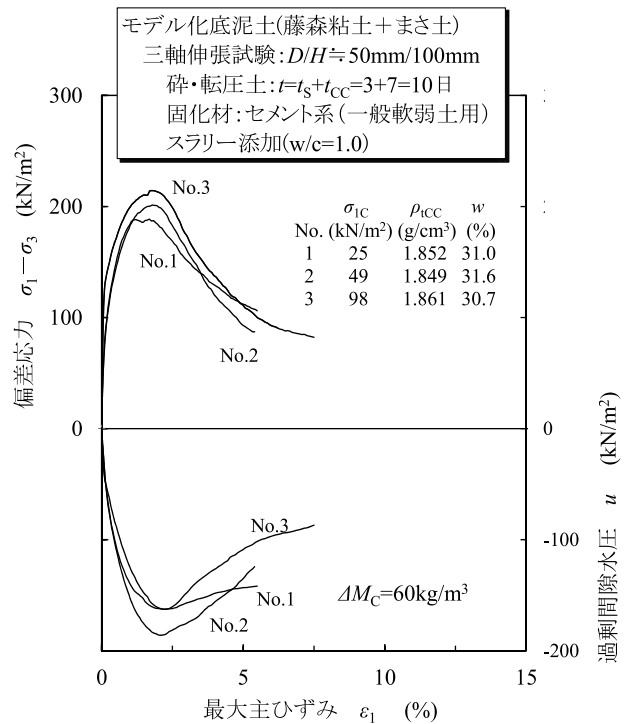 モデル化底泥土(藤森粘土＋まさ土)
三軸伸張試験：D/H≒50mm/100mm
砕・転圧土：t=tS+tCC=3+7=10日
固化材：セメント系（一般軟弱土用）
スラリー添加(w/c=1.0)
300
200
100
0
偏差応力 σ1－σ3 (kN/m²)
No.3
No.1
No.2
σ1C ρtCC w
No. (kN/m²) (g/cm³) (%)
1 25 1.852 31.0
2 49 1.849 31.6
3 98 1.861 30.7
No.3
No.1
No.2
ΔMC=60kg/m³
0
-100
-200
過剰間隙水圧 u (kN/m²)
0 5 10 15
最大主ひずみ ε1 (%)